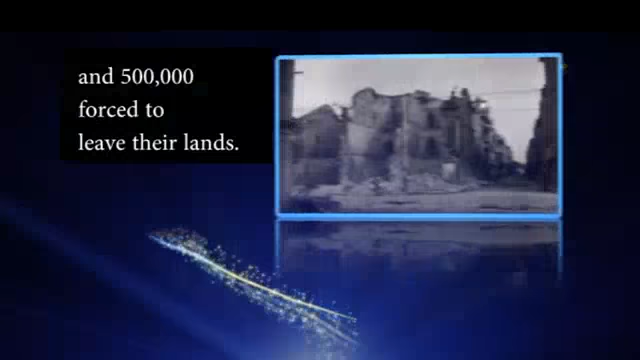 and 500,000
forced to
leave their lands.